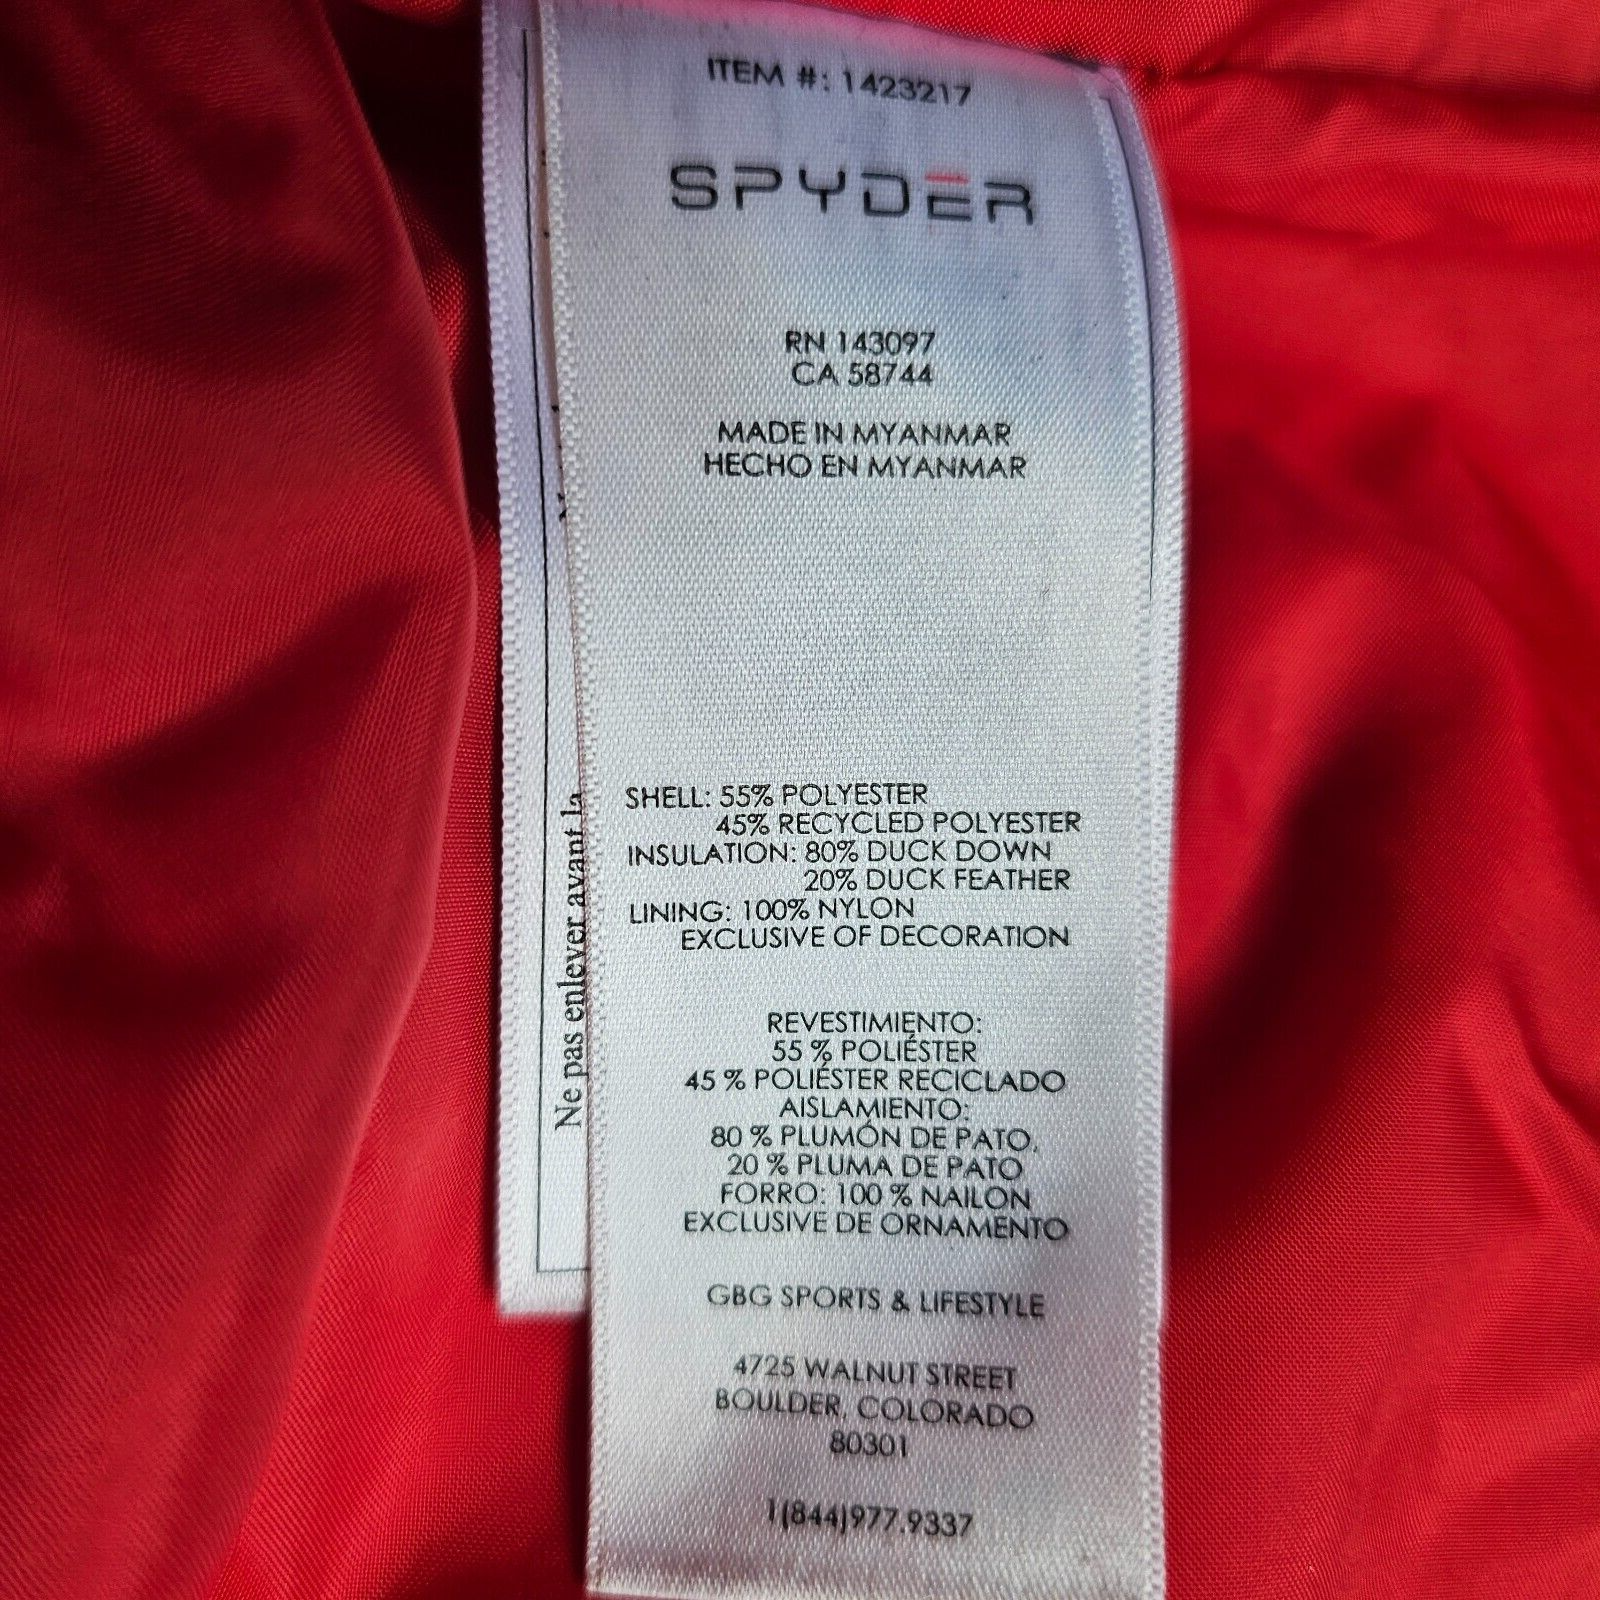 ITEM #: 1423217
SPYDER
RN 143097
CA 58744
MADE IN MYANMAR
HECHO EN MYANMAR
SHELL: 55% POLYESTER
45% RECYCLED POLYESTER
INSULATION: 80% DUCK DOWN
20% DUCK FEATHER
LINING: 100% NYLON
EXCLUSIVE OF DECORATION
REVESTIMIENTO:
55 % POLIÉSTER
45 % POLIÉSTER RECICLADO
AISLAMIENTO:
80 % PLUMÓN DE PATO,
20 % PLUMA DE PATO
FORRO: 100 % NAILON
EXCLUSIVE DE ORNAMENTO
GBG SPORTS & LIFESTYLE
4725 WALNUT STREET
BOULDER, COLORADO
80301
1(844)977.9337
Ne pas enlever avant la